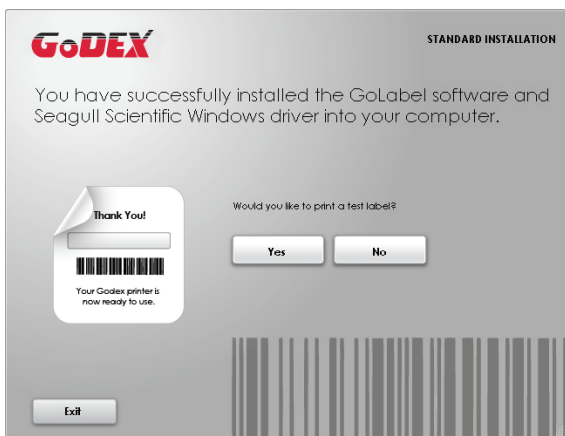 GoDEX
STANDARD INSTALLATION
You have successfully installed the GoLabel software and
Seagull Scientific Windows driver into your computer.
Thank You!
Your Godex printer is
now ready to use.
Would you like to print a test label?
Yes
No
Exit